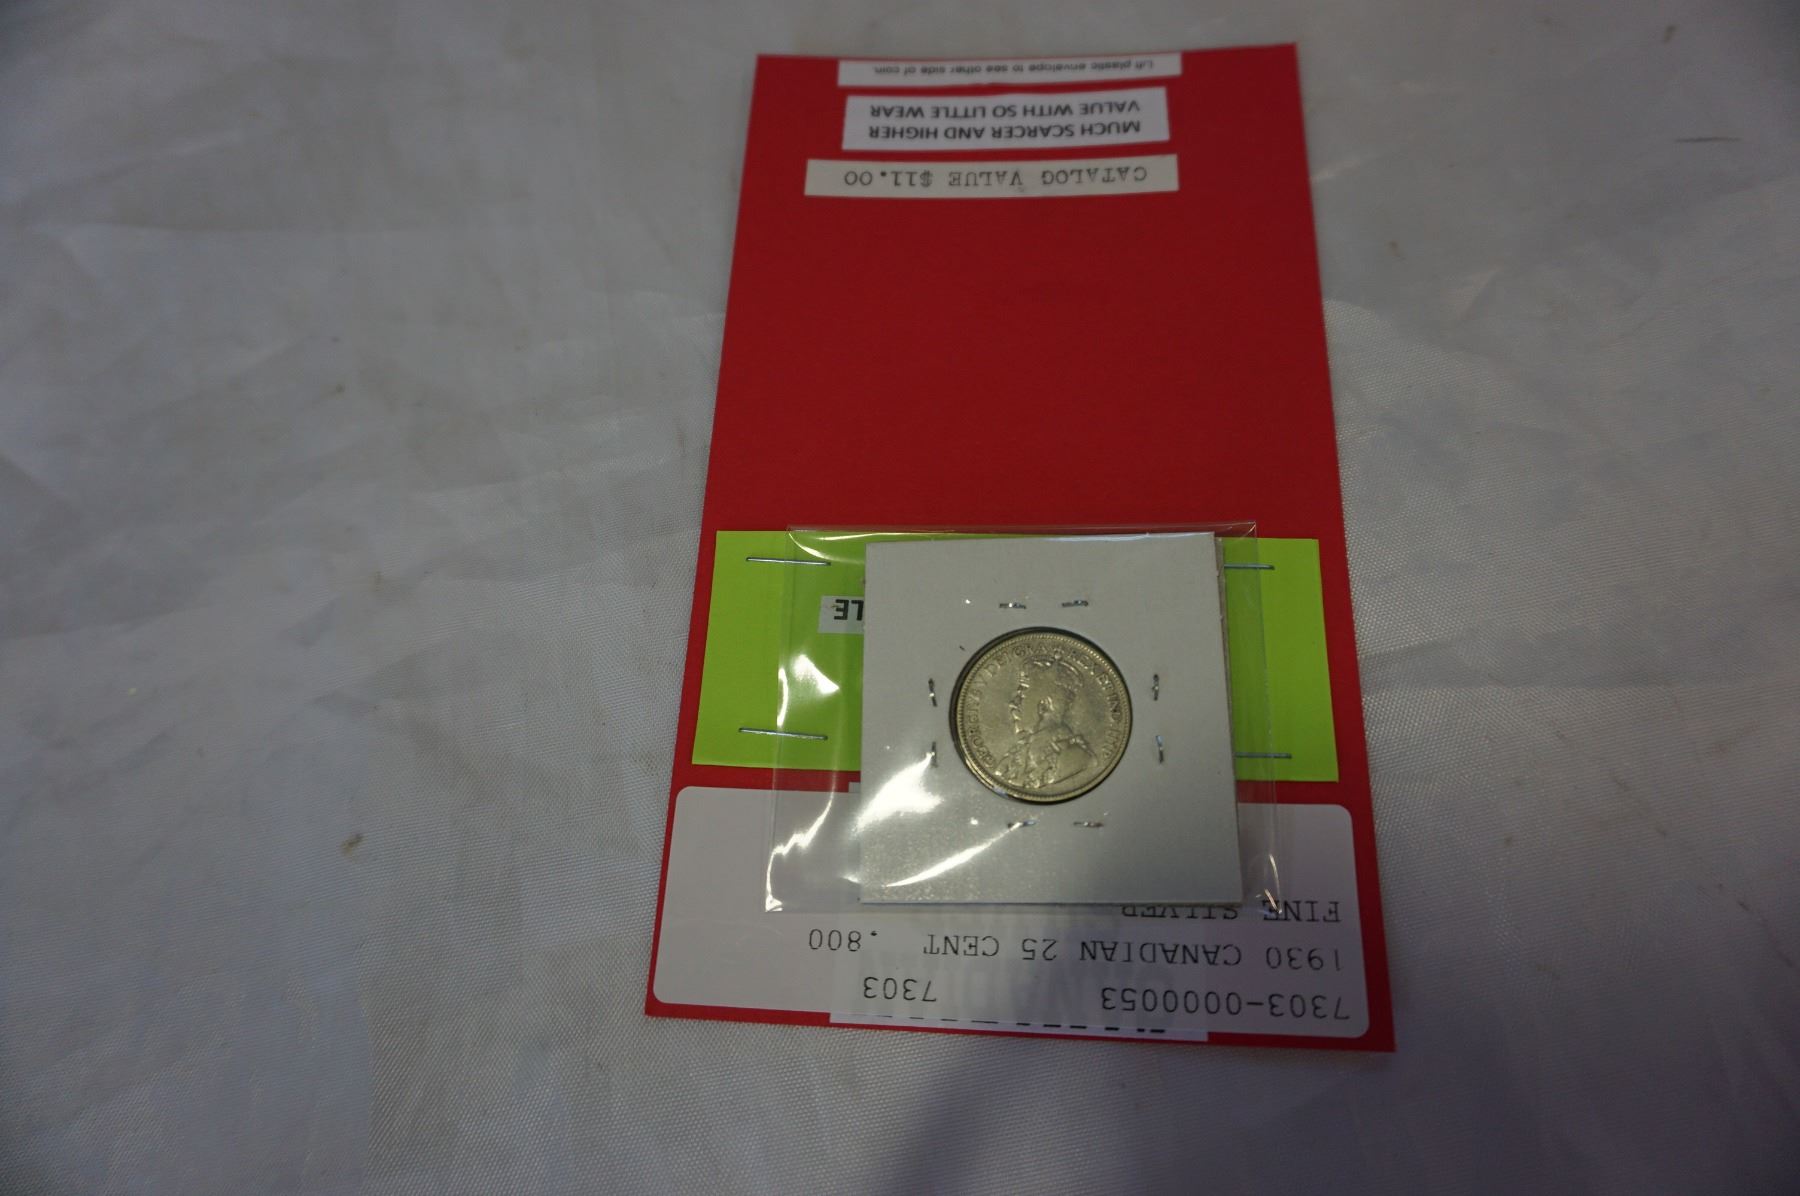 7303-0000053 7303
1930 CANADIAN 25 CENT .800
FINE SILVER
LE
CATALOG VALUE $11.00
MUCH SCARCER AND HIGHER
VALUE WITH SO LITTLE WEAR
Lift plastic envelope to see other side of coin.